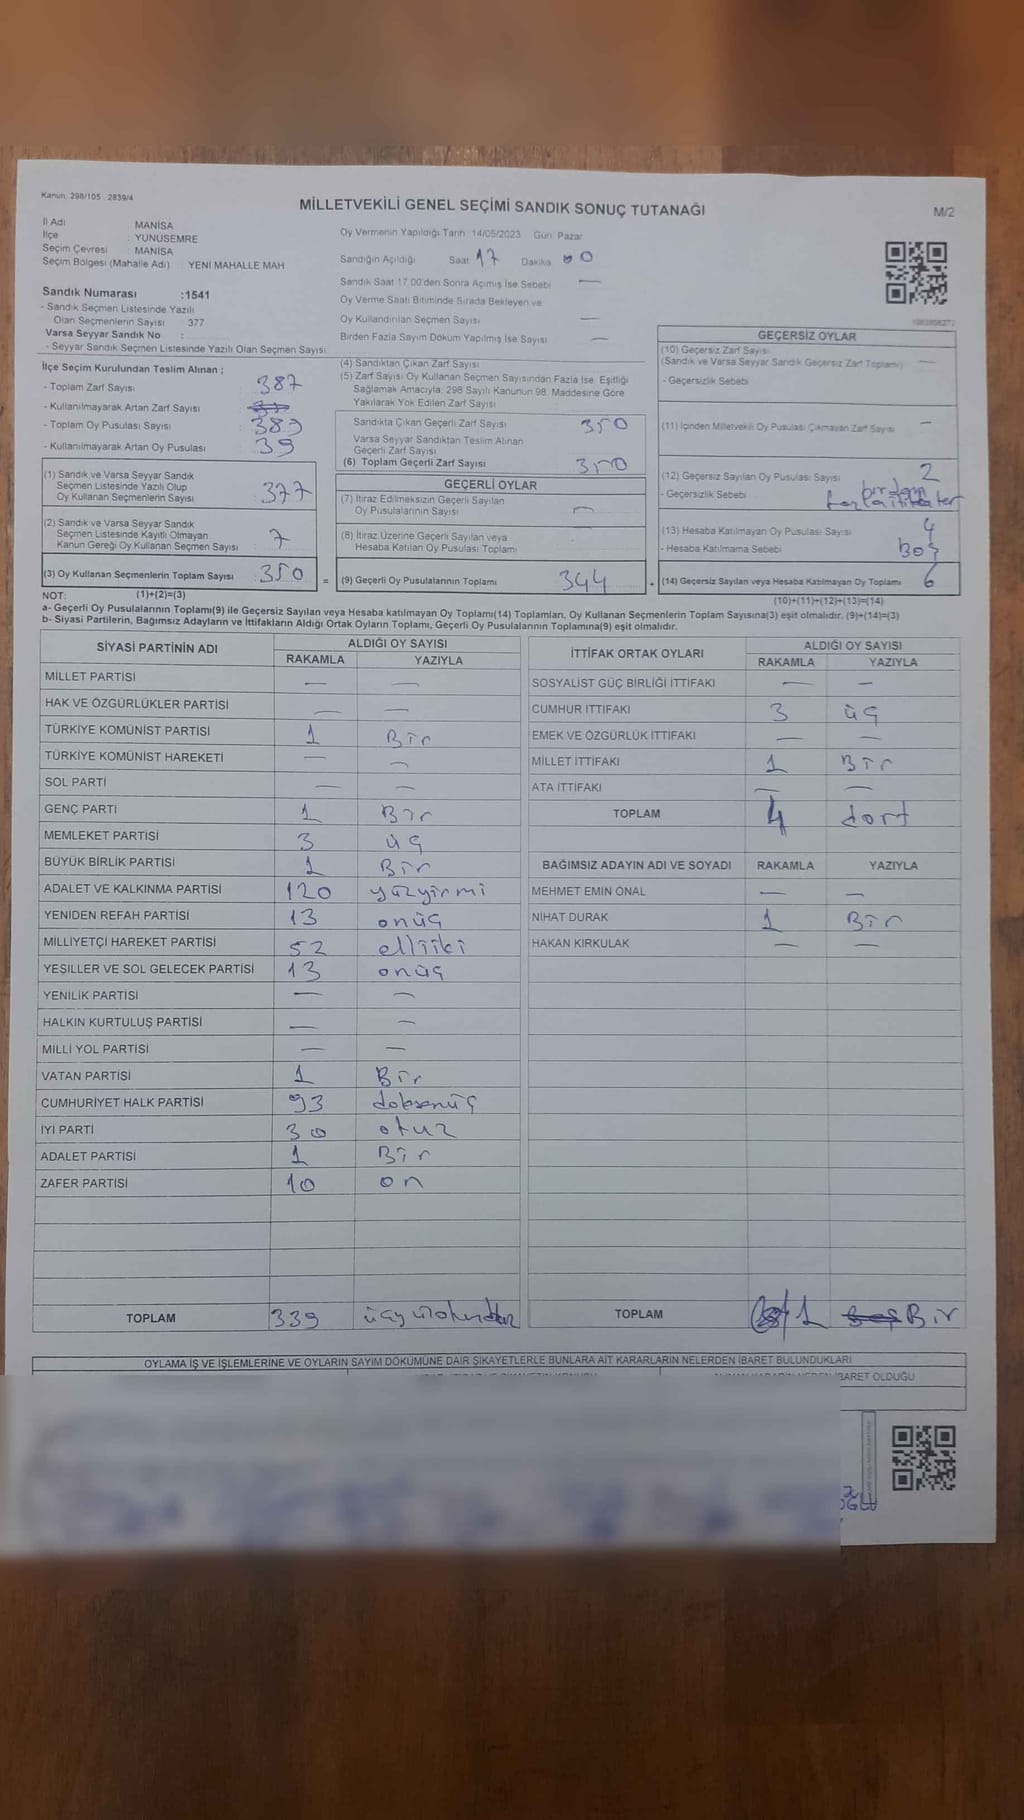 Kanun: 298/105 . 2839/4
MİLLETVEKİLİ GENEL SEÇİMİ SANDIK SONUÇ TUTANAĞI
M/2
İl Adı : MANİSA
İlçe : YUNUSEMRE
Seçim Çevresi : MANİSA
Seçim Bölgesi (Mahalle Adı) : YENİ MAHALLE MAH
Sandık Numarası :1541
- Sandık Seçmen Listesinde Yazılı
Olan Seçmenlerin Sayısı 377
Varsa Seyyar Sandık No :
- Seyyar Sandık Seçmen Listesinde Yazılı Olan Seçmen Sayısı:
Oy Vermenin Yapıldığı Tarih: 14/05/2023 Gün: Pazar
Sandığın Açıldığı Saat 17 Dakika 00
Sandık Saat 17.00'den Sonra Açımış İse Sebebi —
Oy Verme Saati Bitiminde Sırada Bekleyen ve
Oy Kullandırılan Seçmen Sayısı —
Birden Fazla Sayım Döküm Yapılmış İse Sayısı —
İlçe Seçim Kurulundan Teslim Alınan ;
- Toplam Zarf Sayısı 387
- Kullanılmayarak Artan Zarf Sayısı
- Toplam Oy Pusulası Sayısı 389
- Kullanılmayarak Artan Oy Pusulası 39
(1) Sandık ve Varsa Seyyar Sandık
Seçmen Listesinde Yazılı Olup
Oy Kullanan Seçmenlerin Sayısı 377
(2) Sandık ve Varsa Seyyar Sandık
Seçmen Listesinde Kayıtlı Olmayan
Kanun Gereği Oy Kullanan Seçmen Sayısı 7
(3) Oy Kullanan Seçmenlerin Toplam Sayısı 350 =
(4) Sandıktan Çıkan Zarf Sayısı
(5) Zarf Sayısı Oy Kullanan Seçmen Sayısından Fazla İse, Eşitliği
Sağlamak Amacıyla; 298 Sayılı Kanunun 98. Maddesine Göre
Yakılarak Yok Edilen Zarf Sayısı
Sandıkta Çıkan Geçerli Zarf Sayısı 350
Varsa Seyyar Sandıktan Teslim Alınan
Geçerli Zarf Sayısı
(6) Toplam Geçerli Zarf Sayısı 350
GEÇERLİ OYLAR
(7) İtiraz Edilmeksizin Geçerli Sayılan
Oy Pusulalarının Sayısı —
(8) İtiraz Üzerine Geçerli Sayılan veya
Hesaba Katılan Oy Pusulası Toplamı
(9) Geçerli Oy Pusulalarının Toplamı 344 +
GEÇERSİZ OYLAR
(10) Geçersiz Zarf Sayısı
(Sandık ve Varsa Seyyar Sandık Geçersiz Zarf Toplamı) —
- Geçersizlik Sebebi
(11) İçinden Milletvekili Oy Pusulası Çıkmayan Zarf Sayısı —
(12) Geçersiz Sayılan Oy Pusulası Sayısı 2
- Geçersizlik Sebebi birden
fazla
(13) Hesaba Katılmayan Oy Pusulası Sayısı 4
- Hesaba Katılmama Sebebi Boş
(14) Geçersiz Sayılan veya Hesaba Katılmayan Oy Toplamı 6
NOT: (1)+(2)=(3)
(10)+(11)+(12)+(13)=(14)
a- Geçerli Oy Pusulalarının Toplamı(9) ile Geçersiz Sayılan veya Hesaba katılmayan Oy Toplamı(14) Toplamları, Oy Kullanan Seçmenlerin Toplam Sayısına(3) eşit olmalıdır. (9)+(14)=(3)
b- Siyasi Partilerin, Bağımsız Adayların ve İttifakların Aldığı Ortak Oyların Toplamı, Geçerli Oy Pusulalarının Toplamına(9) eşit olmalıdır.
SİYASİ PARTİNİN ADI ALDIĞI OY SAYISI
RAKAMLA YAZIYLA
MİLLET PARTİSİ — —
HAK VE ÖZGÜRLÜKLER PARTİSİ — —
TÜRKİYE KOMÜNİST PARTİSİ 1 Bir
TÜRKİYE KOMÜNİST HAREKETİ — —
SOL PARTİ — —
GENÇ PARTİ 1 Bir
MEMLEKET PARTİSİ 3 üç
BÜYÜK BİRLİK PARTİSİ 1 Bir
ADALET VE KALKINMA PARTİSİ 120 yüzyirmi
YENİDEN REFAH PARTİSİ 13 onüç
MİLLİYETÇİ HAREKET PARTİSİ 52 elliiki
YEŞİLLER VE SOL GELECEK PARTİSİ 13 onüç
YENİLİK PARTİSİ — —
HALKIN KURTULUŞ PARTİSİ — —
MİLLİ YOL PARTİSİ — —
VATAN PARTİSİ 1 Bir
CUMHURİYET HALK PARTİSİ 93 doksanüç
İYİ PARTİ 30 otuz
ADALET PARTİSİ 1 Bir
ZAFER PARTİSİ 10 on
TOPLAM 339
İTTİFAK ORTAK OYLARI ALDIĞI OY SAYISI
RAKAMLA YAZIYLA
SOSYALİST GÜÇ BİRLİĞİ İTTİFAKI — —
CUMHUR İTTİFAKI 3 üç
EMEK VE ÖZGÜRLÜK İTTİFAKI — —
MİLLET İTTİFAKI 1 Bir
ATA İTTİFAKI — —
TOPLAM 4 dört
BAĞIMSIZ ADAYIN ADI VE SOYADI RAKAMLA YAZIYLA
MEHMET EMİN ÖNAL — —
NİHAT DURAK 1 Bir
HAKAN KIRKULAK — —
TOPLAM 1 Bir
OYLAMA İŞ VE İŞLEMLERİNE VE OYLARIN SAYIM DÖKÜMÜNE DAİR ŞİKAYETLERLE BUNLARA AİT KARARLARIN NELERDEN İBARET BULUNDUKLARI
İBARET OLDUĞU